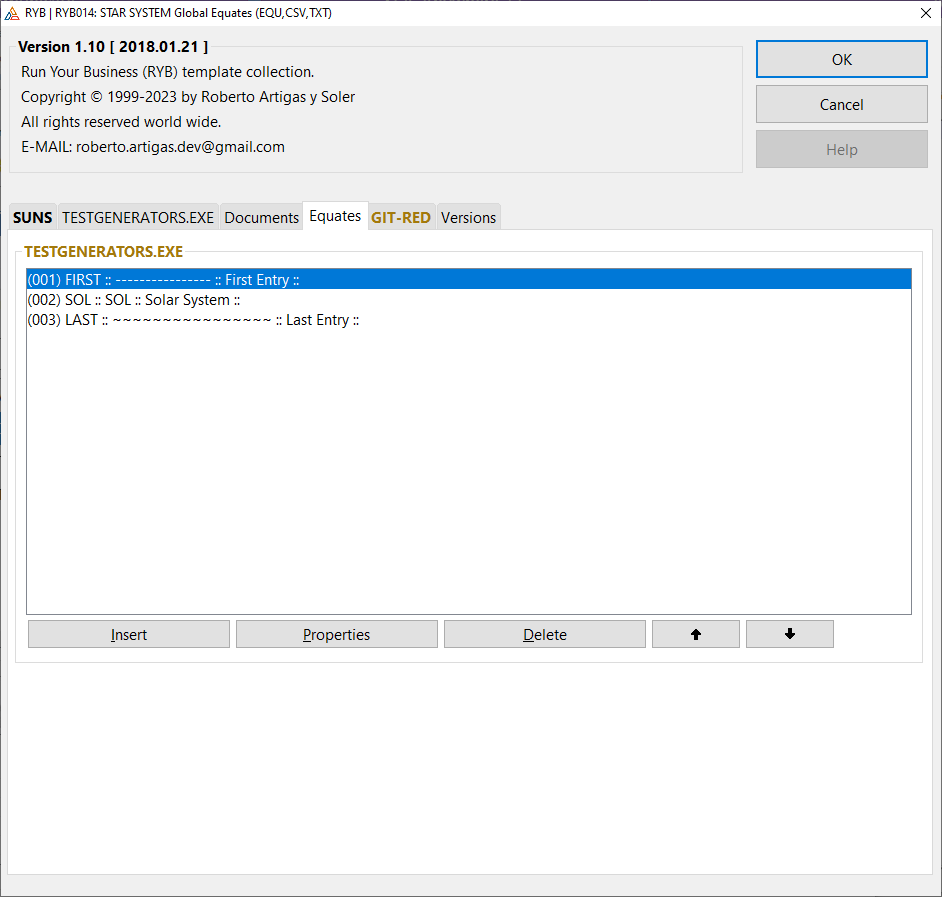 RYB | RYB014: STAR SYSTEM Global Equates (EQU,CSV,TXT)
Version 1.10 [ 2018.01.21 ]
Run Your Business (RYB) template collection.
Copyright © 1999-2023 by Roberto Artigas y Soler
All rights reserved world wide.
E-MAIL: roberto.artigas.dev@gmail.com
OK
Cancel
Help
SUNS TESTGENERATORS.EXE Documents Equates GIT-RED Versions
TESTGENERATORS.EXE
(001) FIRST :: ---------------- :: First Entry ::
(002) SOL :: SOL :: Solar System ::
(003) LAST :: ~~~~~~~~~~~~~~~~ :: Last Entry ::
Insert Properties Delete